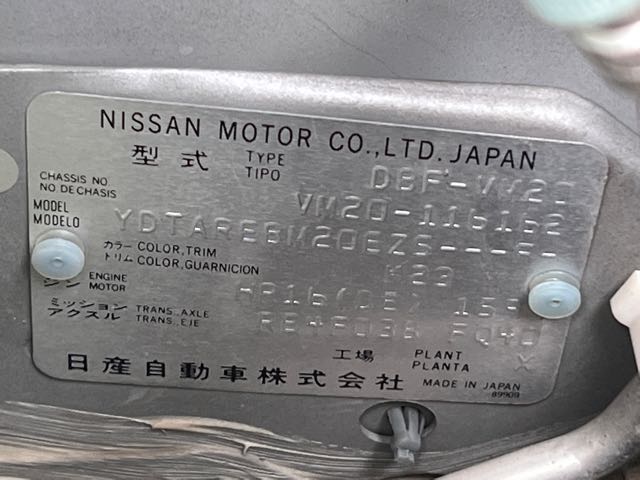 NISSAN MOTOR CO.,LTD. JAPAN
型式 TYPE TIPO DBF-VM20
CHASSIS NO. NO. DE CHASIS VM20-116162
MODEL MODELO YDTARE8M20EZS----
カラー COLOR, TRIM
トリム COLOR, GUARNICION K23
ENGINE MOTOR HR16(DE) 15
ミッション TRANS., AXLE
アクスル TRANS., EJE RE4F03B FQ40
工場 PLANT PLANTA X
日産自動車株式会社 MADE IN JAPAN
89909